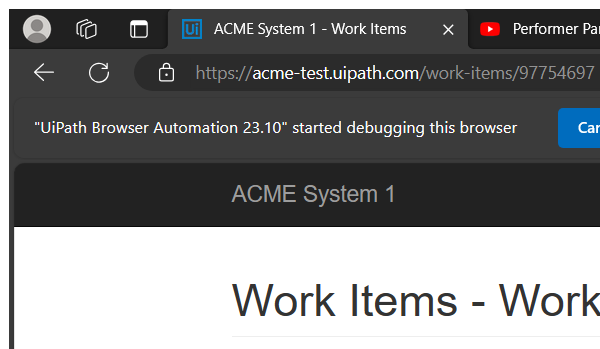 Ui ACME System 1 - Work Items Performer Pa
https://acme-test.uipath.com/work-items/97754697
"UiPath Browser Automation 23.10" started debugging this browser Can
ACME System 1
Work Items - Work